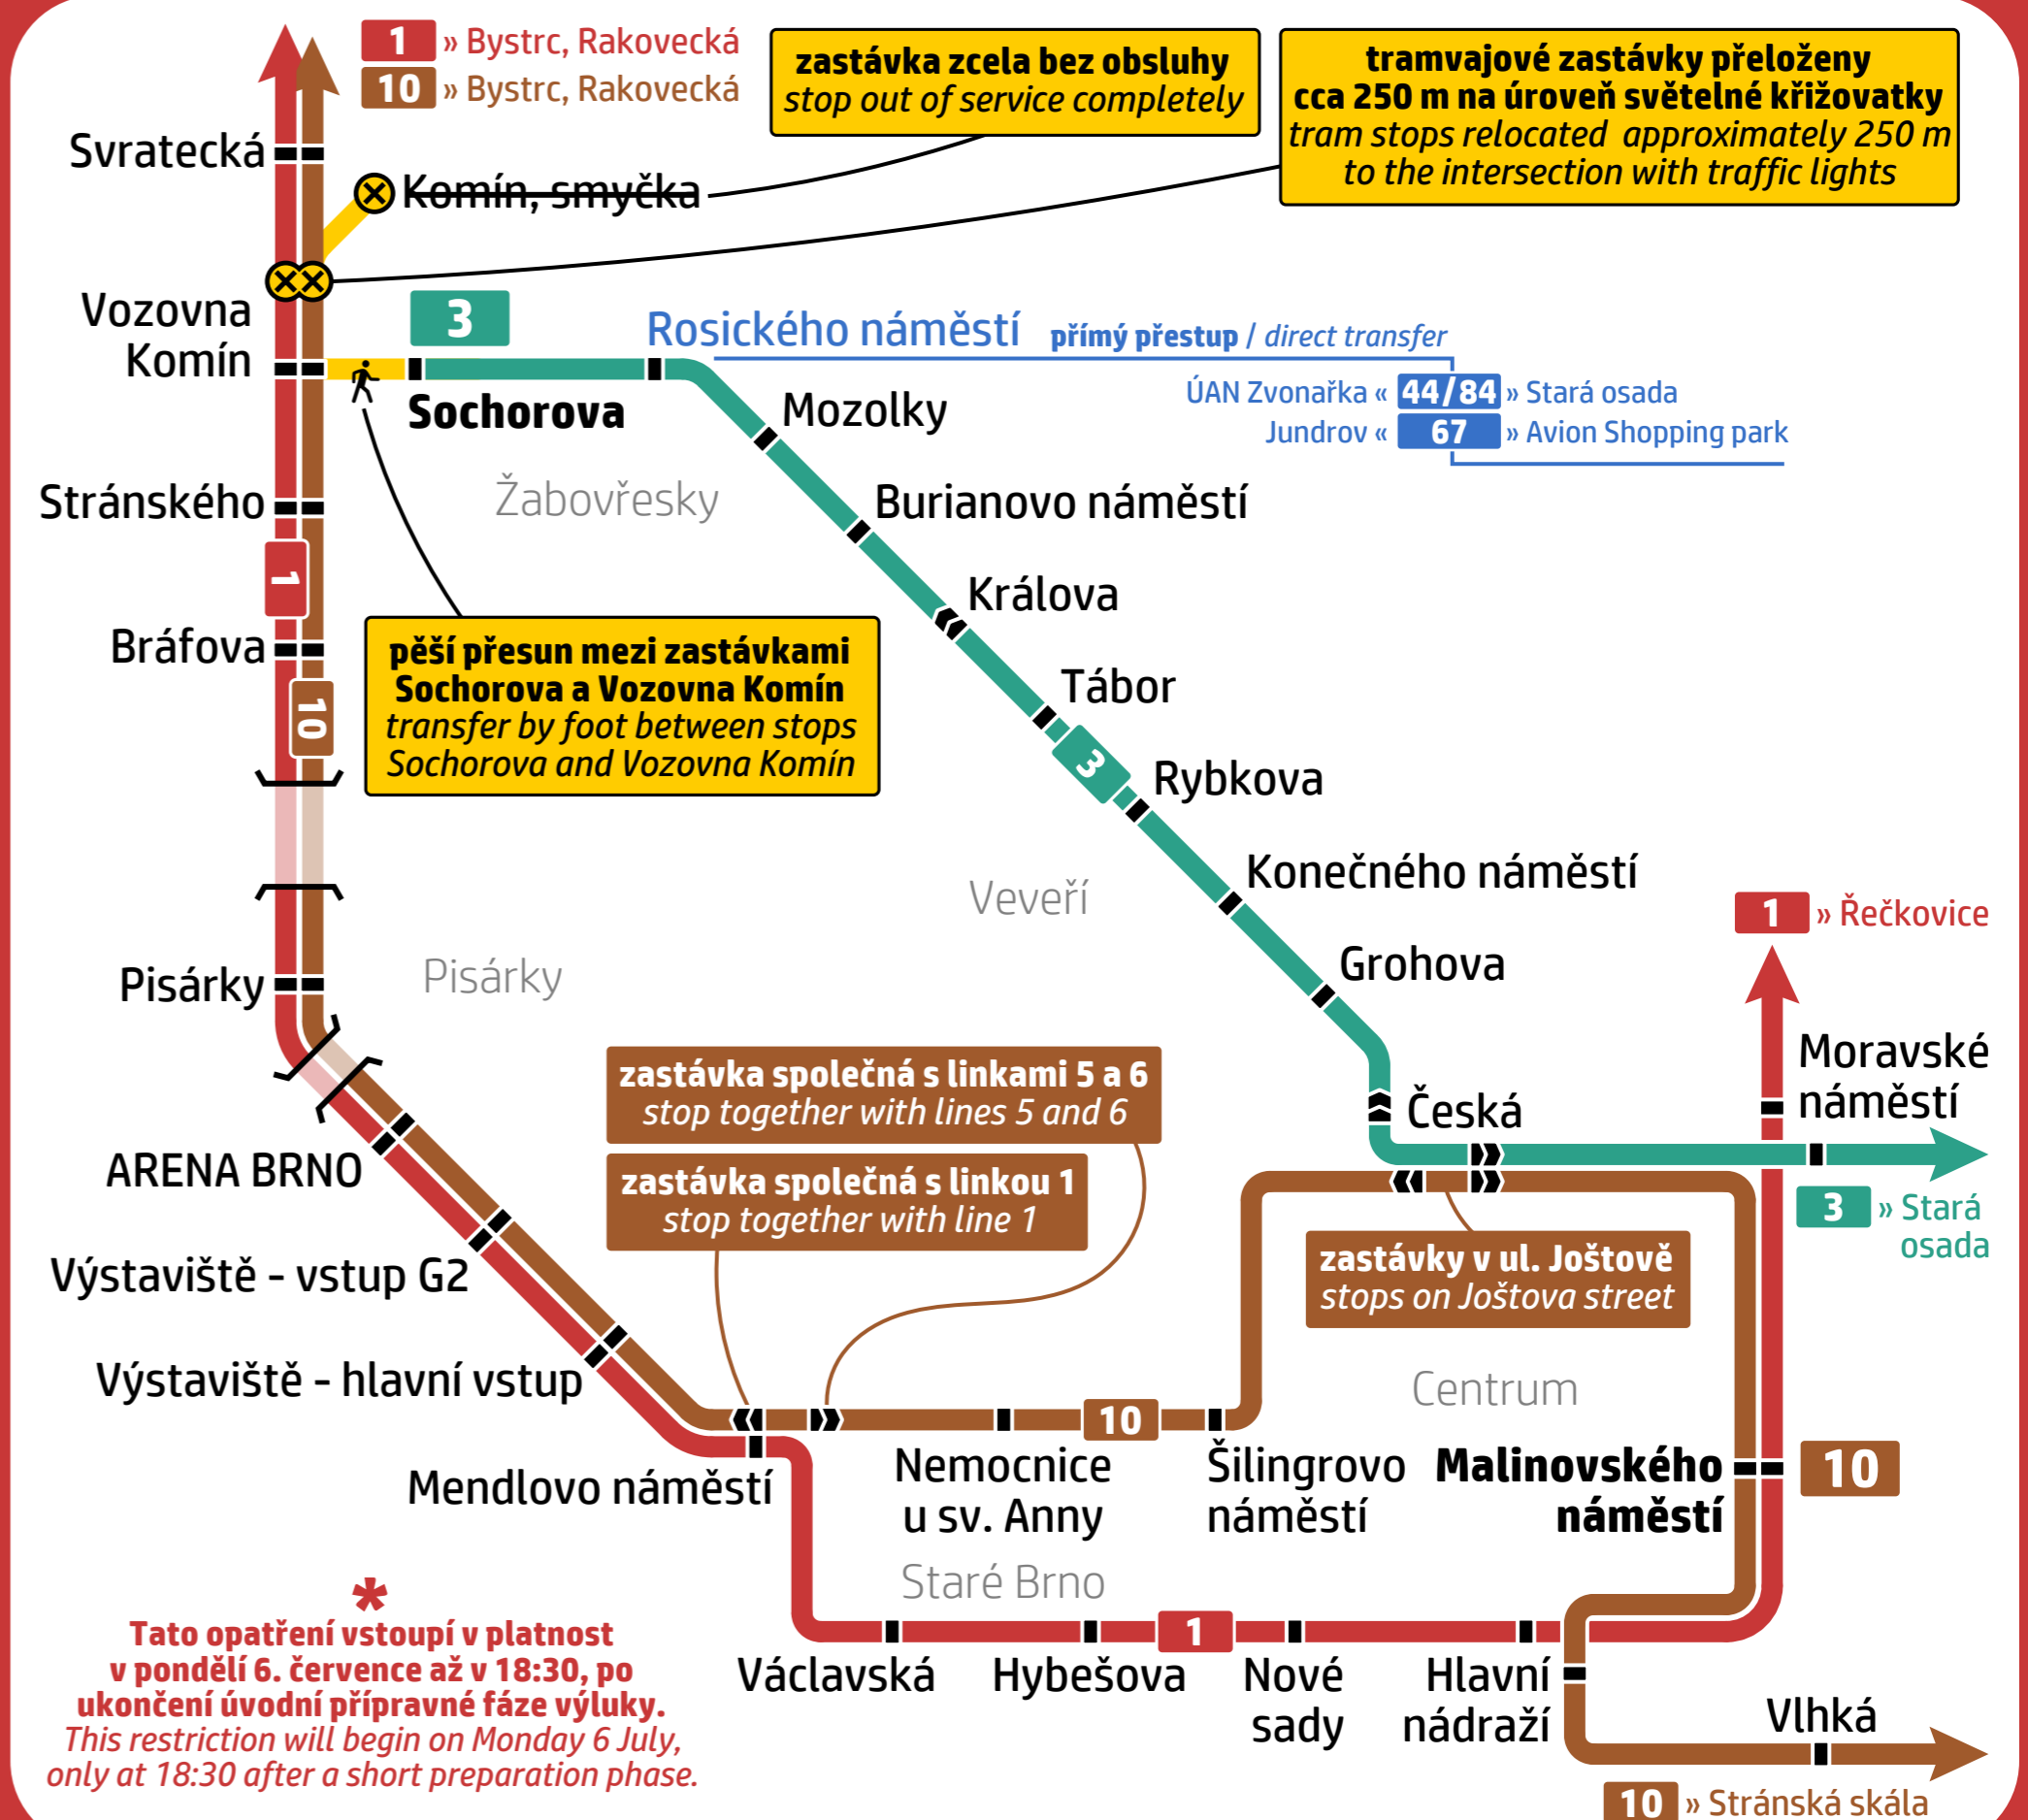 1 » Bystrc, Rakovecká
10 » Bystrc, Rakovecká
zastávka zcela bez obsluhy
stop out of service completely
tramvajové zastávky přeloženy
cca 250 m na úroveň světelné křižovatky
tram stops relocated approximately 250 m
to the intersection with traffic lights
Svratecká
Komín, smyčka
Vozovna
Komín
3
Sochorova
Rosického náměstí přímý přestup / direct transfer
ÚAN Zvonařka « 44/84 » Stará osada
Jundrov « 67 » Avion Shopping park
Mozolky
Žabovřesky
Stránského
Burianovo náměstí
1
Králova
Bráfova
10
pěší přesun mezi zastávkami
Sochorova a Vozovna Komín
transfer by foot between stops
Sochorova and Vozovna Komín
Tábor
3
Rybkova
Konečného náměstí
Veveří
1 » Řečkovice
Grohova
Pisárky
Pisárky
Moravské
náměstí
zastávka společná s linkami 5 a 6
stop together with lines 5 and 6
Česká
ARENA BRNO
zastávka společná s linkou 1
stop together with line 1
3 » Stará
osada
zastávky v ul. Joštově
stops on Joštova street
Výstaviště - vstup G2
Výstaviště - hlavní vstup
Centrum
10
Mendlovo náměstí
Nemocnice
u sv. Anny
Šilingrovo
náměstí
Malinovského
náměstí
10
Staré Brno
*
Tato opatření vstoupí v platnost
v pondělí 6. července až v 18:30, po
ukončení úvodní přípravné fáze výluky.
This restriction will begin on Monday 6 July,
only at 18:30 after a short preparation phase.
1
Václavská
Hybešova
Nové
sady
Hlavní
nádraží
Vlhká
10 » Stránská skála